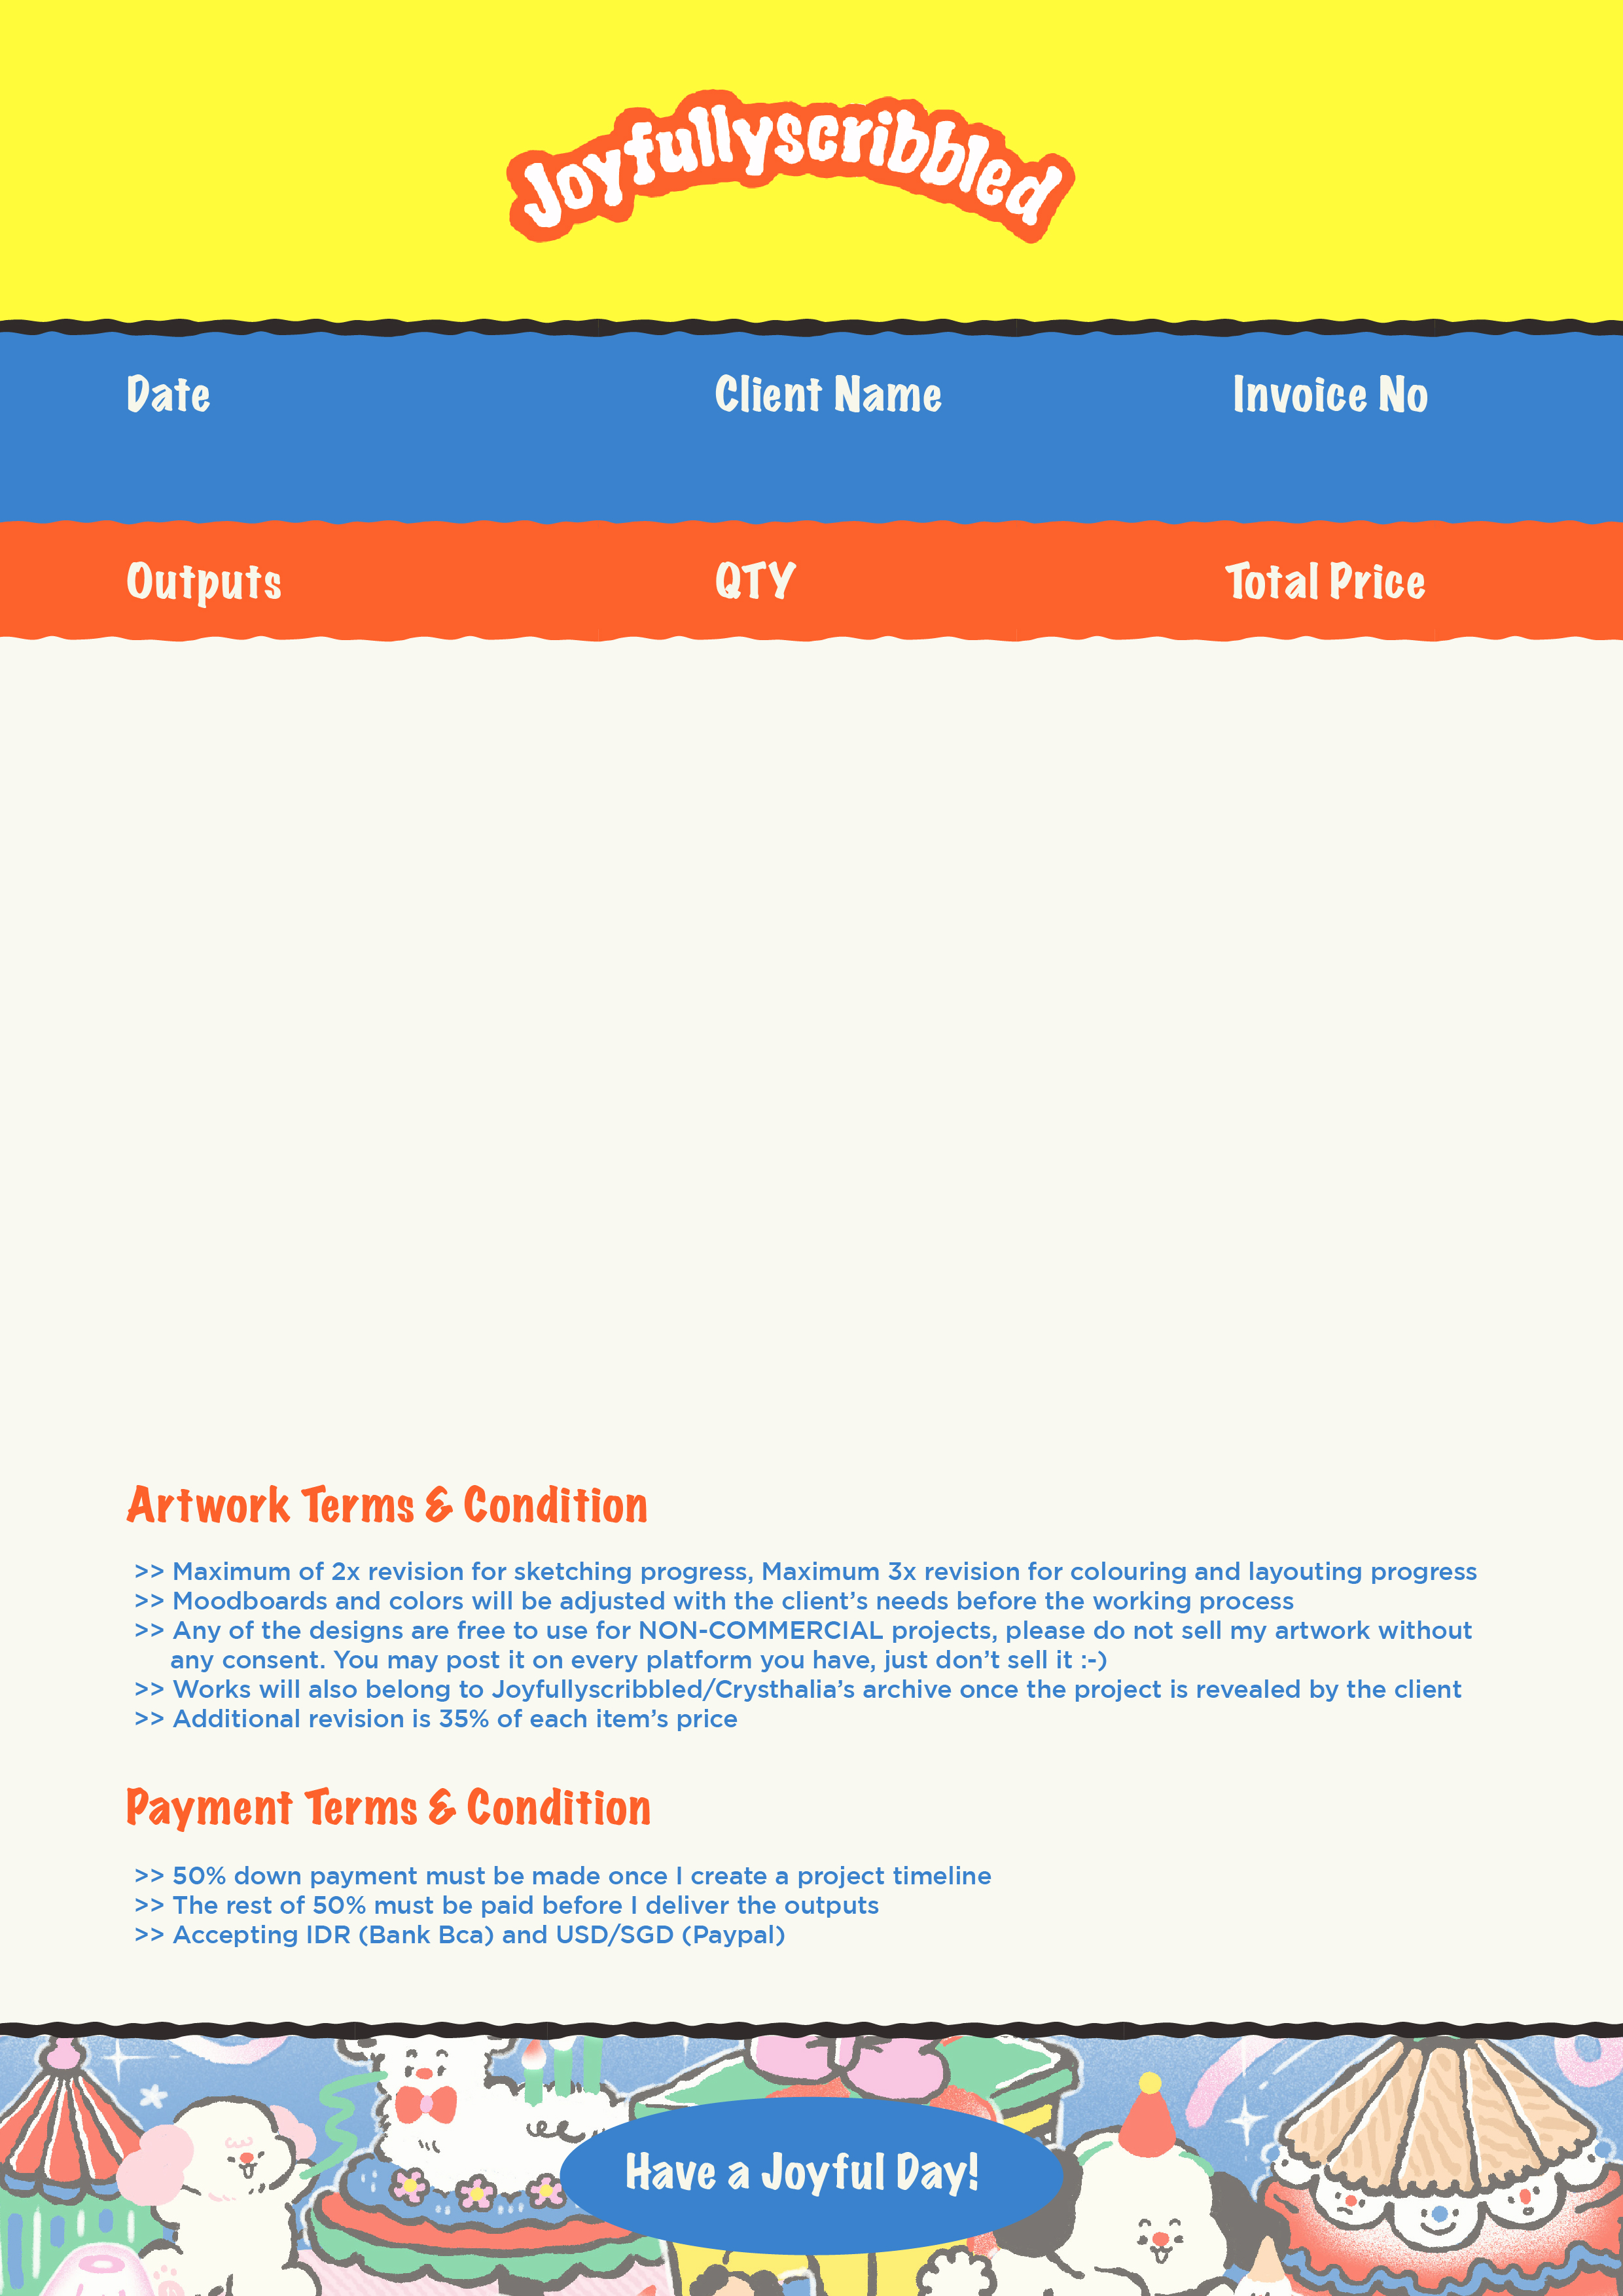 Joyfullyscribbled
Date Client Name Invoice No
Outputs QTY Total Price
Artwork Terms & Condition
>> Maximum of 2x revision for sketching progress, Maximum 3x revision for colouring and layouting progress
>> Moodboards and colors will be adjusted with the client’s needs before the working process
>> Any of the designs are free to use for NON-COMMERCIAL projects, please do not sell my artwork without
any consent. You may post it on every platform you have, just don’t sell it :-)
>> Works will also belong to Joyfullyscribbled/Crysthalia’s archive once the project is revealed by the client
>> Additional revision is 35% of each item’s price
Payment Terms & Condition
>> 50% down payment must be made once I create a project timeline
>> The rest of 50% must be paid before I deliver the outputs
>> Accepting IDR (Bank Bca) and USD/SGD (Paypal)
Have a Joyful Day!